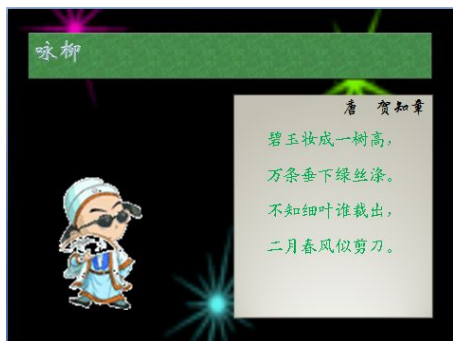 咏柳
唐 贺知章
碧玉妆成一树高，
万条垂下绿丝涤。
不知细叶谁裁出，
二月春风似剪刀。